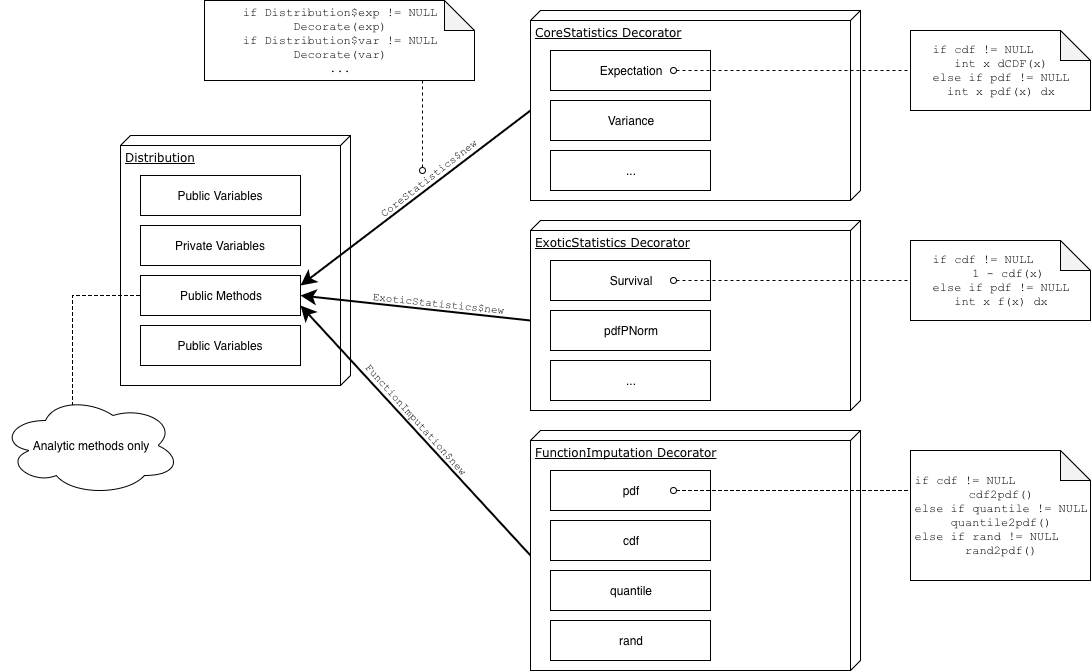 if Distribution$exp != NULL
Decorate(exp)
if Distribution$var != NULL
Decorate(var)
...
Distribution
Public Variables
Private Variables
Public Methods
Public Variables
Analytic methods only
CoreStatistics$new
ExoticStatistics$new
FunctionImputation$new
CoreStatistics Decorator
Expectation
Variance
...
if cdf != NULL
int x dCDF(x)
else if pdf != NULL
int x pdf(x) dx
ExoticStatistics Decorator
Survival
pdfPNorm
...
if cdf != NULL
1 - cdf(x)
else if pdf != NULL
int x f(x) dx
FunctionImputation Decorator
pdf
cdf
quantile
rand
if cdf != NULL
cdf2pdf()
else if quantile != NULL
quantile2pdf()
else if rand != NULL
rand2pdf()